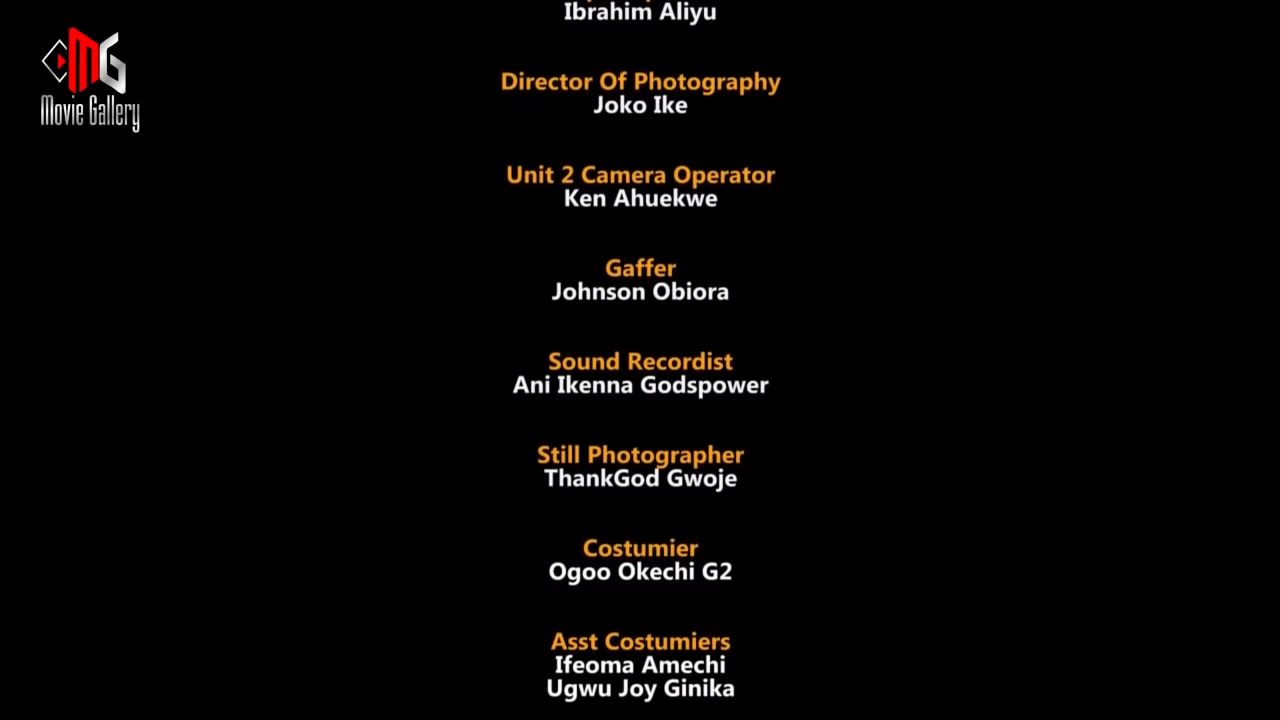 Ibrahim Aliyu
MG
Movie Gallery
Director Of Photography
Joko Ike
Unit 2 Camera Operator
Ken Ahuekwe
Gaffer
Johnson Obiora
Sound Recordist
Ani Ikenna Godspower
Still Photographer
ThankGod Gwoje
Costumier
Ogoo Okechi G2
Asst Costumiers
Ifeoma Amechi
Ugwu Joy Ginika